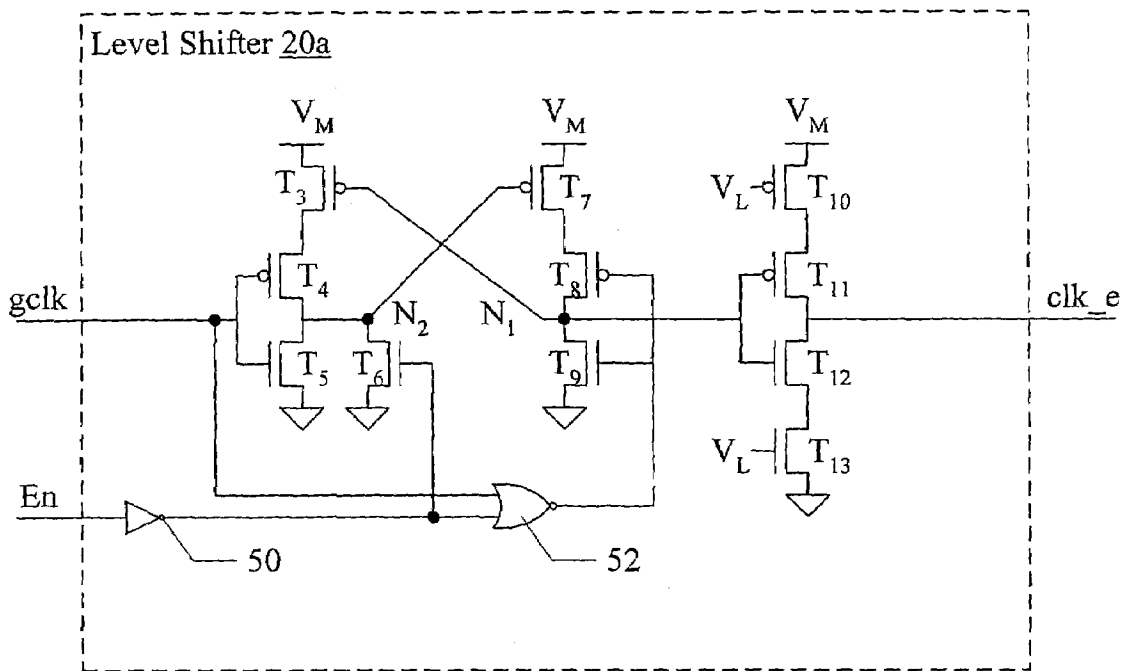 Level Shifter 20a
V_M V_M V_M
T_3 T_7 V_L T_10
T_4 T_8 T_11
gclk N_2 N_1 clk_e
T_5 T_6 T_9 T_12
V_L T_13
En
50 52